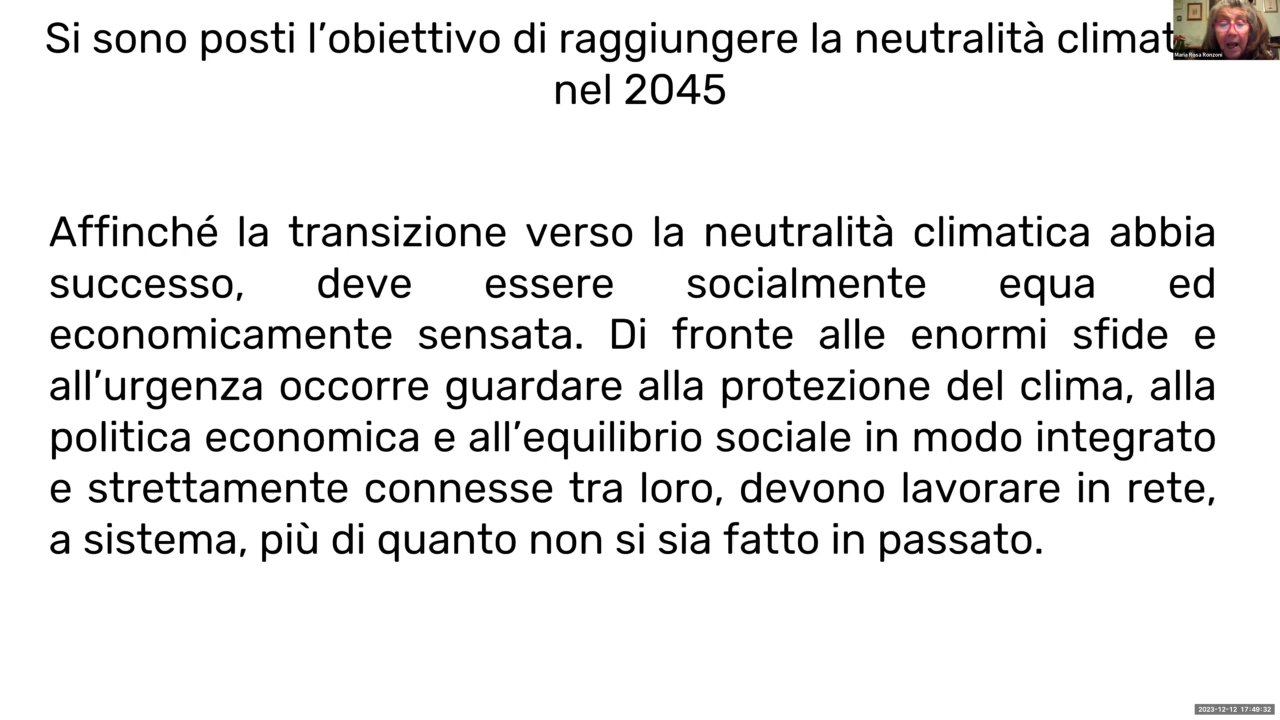 Si sono posti l’obiettivo di raggiungere la neutralità climat
nel 2045
Maria Rosa Ronzoni
Affinché la transizione verso la neutralità climatica abbia
successo, deve essere socialmente equa ed
economicamente sensata. Di fronte alle enormi sfide e
all’urgenza occorre guardare alla protezione del clima, alla
politica economica e all’equilibrio sociale in modo integrato
e strettamente connesse tra loro, devono lavorare in rete,
a sistema, più di quanto non si sia fatto in passato.
2023-12-12 17:49:32